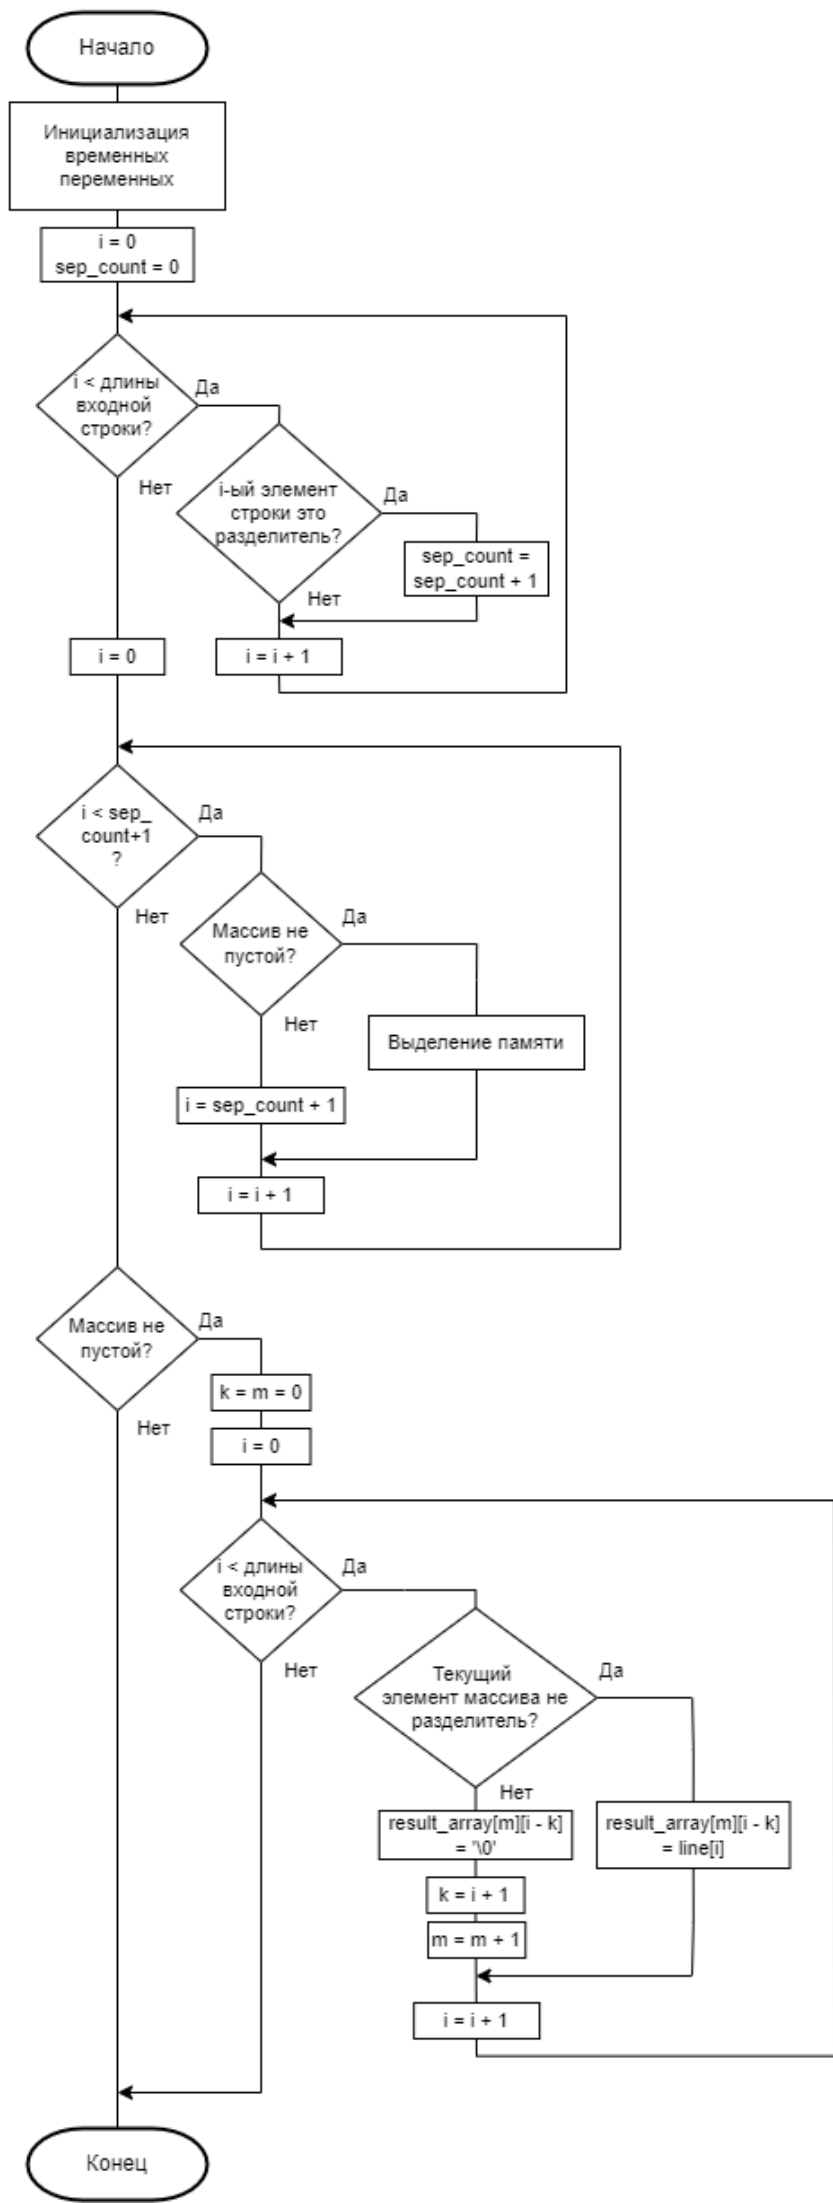 Начало
Инициализация
временных
переменных
i = 0
sep_count = 0
i < длины
входной
строки?
Да
Нет
i-ый элемент
строки это
разделитель?
Да
sep_count =
sep_count + 1
Нет
i = 0
i = i + 1
i < sep_
count+1
?
Да
Нет
Массив не
пустой?
Да
Нет
Выделение памяти
i = sep_count + 1
i = i + 1
Массив не
пустой?
Да
Нет
k = m = 0
i = 0
i < длины
входной
строки?
Да
Нет
Текущий
элемент массива не
разделитель?
Да
Нет
result_array[m][i - k]
= '\0'
result_array[m][i - k]
= line[i]
k = i + 1
m = m + 1
i = i + 1
Конец